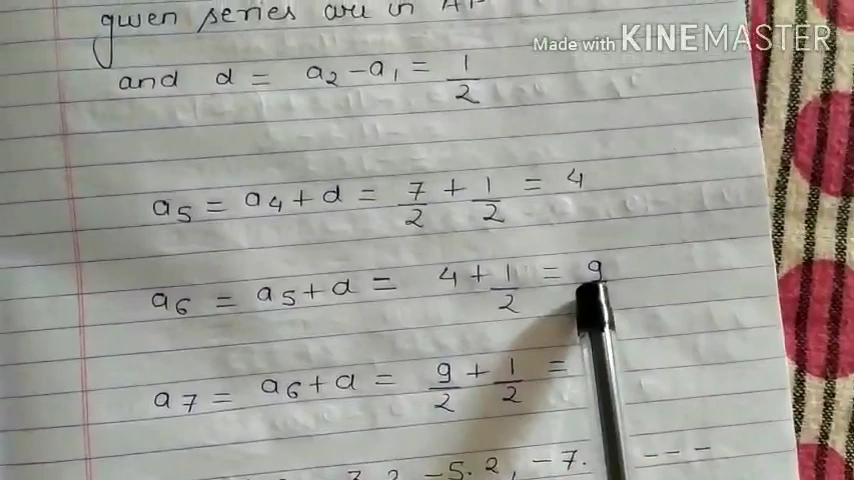 given series are in AP
Made with KINEMASTER
and d = a₂ - a₁ = 1/2
a₅ = a₄ + d = 7/2 + 1/2 = 4
a₆ = a₅ + d = 4 + 1/2 = 9
a₇ = a₆ + d = 9/2 + 1/2 =
-5.2, -7. ---